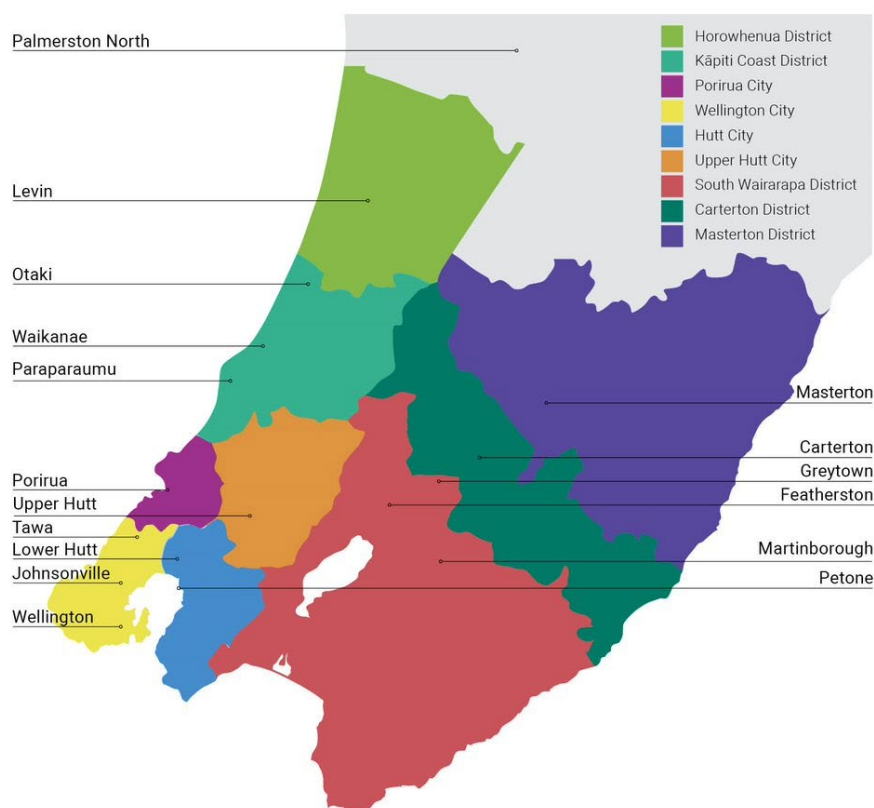 Palmerston North
Levin
Otaki
Waikanae
Paraparaumu
Porirua
Upper Hutt
Tawa
Lower Hutt
Johnsonville
Wellington
Horowhenua District
Kāpiti Coast District
Porirua City
Wellington City
Hutt City
Upper Hutt City
South Wairarapa District
Carterton District
Masterton District
Masterton
Carterton
Greytown
Featherston
Martinborough
Petone